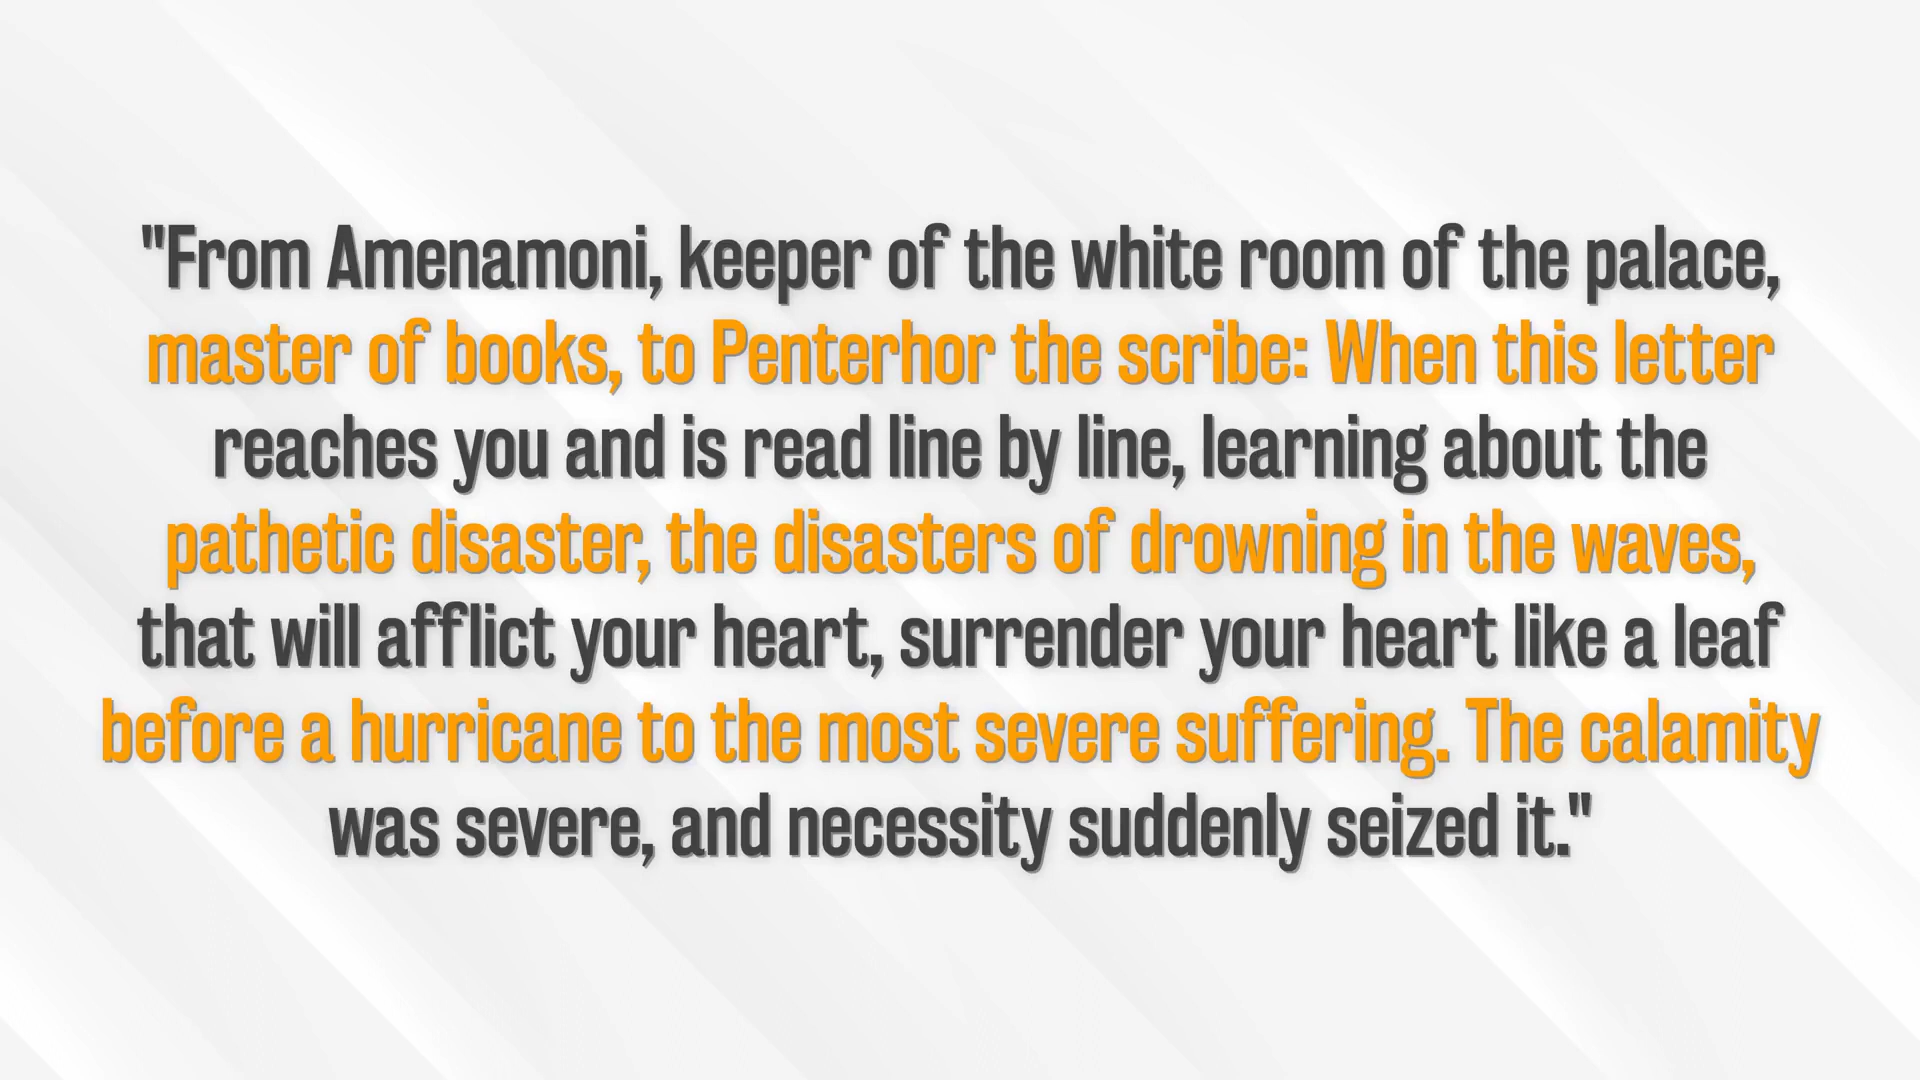 "From Amenamoni, keeper of the white room of the palace,
master of books, to Penterhor the scribe: When this letter
reaches you and is read line by line, learning about the
pathetic disaster, the disasters of drowning in the waves,
that will afflict your heart, surrender your heart like a leaf
before a hurricane to the most severe suffering. The calamity
was severe, and necessity suddenly seized it."